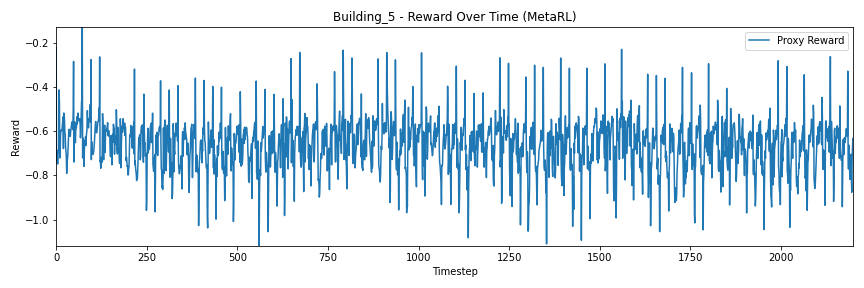 Building_5 - Reward Over Time (MetaRL)
Proxy Reward
−0.2
−0.4
−0.6
−0.8
−1.0
Reward
0 250 500 750 1000 1250 1500 1750 2000
Timestep